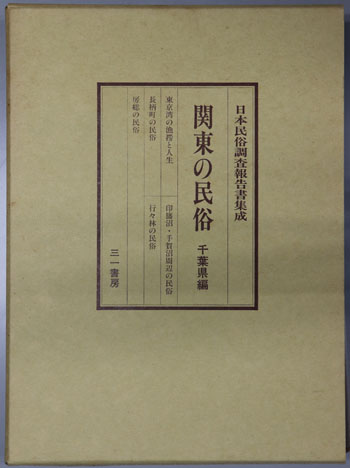 日本民俗調査報告書集成
関東の民俗 千葉県編
東京湾の漁撈と人生
印旛沼・手賀沼周辺の民俗
長柄町の民俗
行々林の民俗
房総の民俗
三一書房